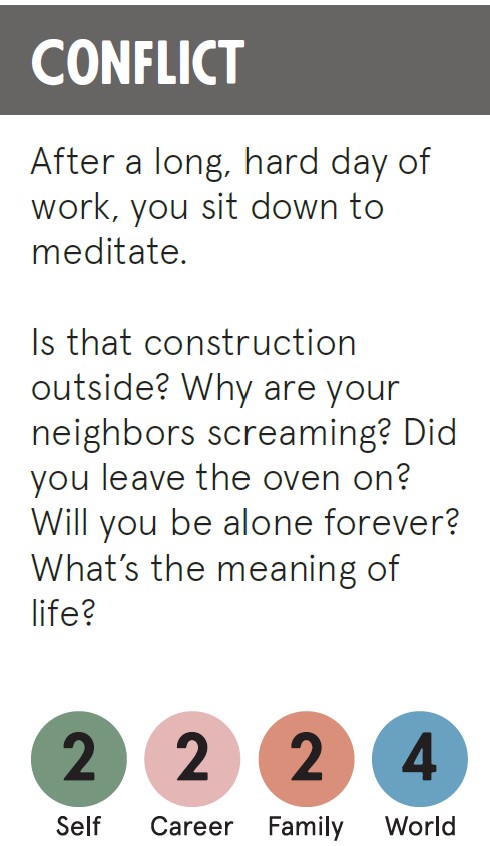 CONFLICT
After a long, hard day of
work, you sit down to
meditate.
Is that construction
outside? Why are your
neighbors screaming? Did
you leave the oven on?
Will you be alone forever?
What’s the meaning of
life?
2 2 2 4
Self Career Family World